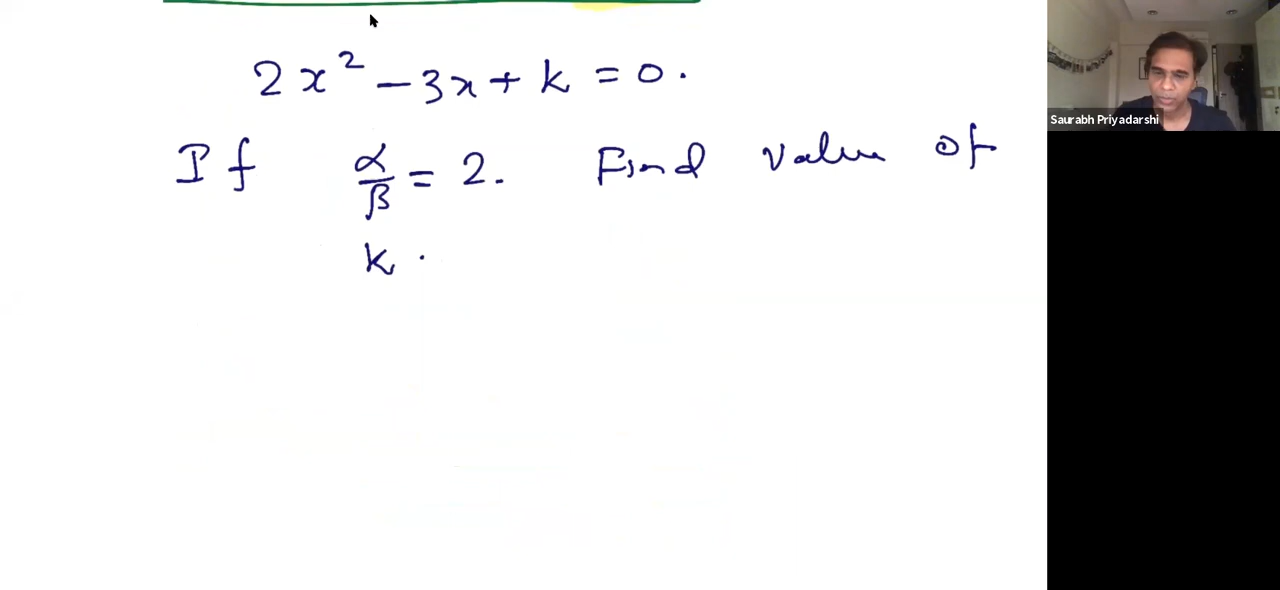 2x² - 3x + k = 0.
If α/β = 2. Find value of
k.
Saurabh Priyadarshi